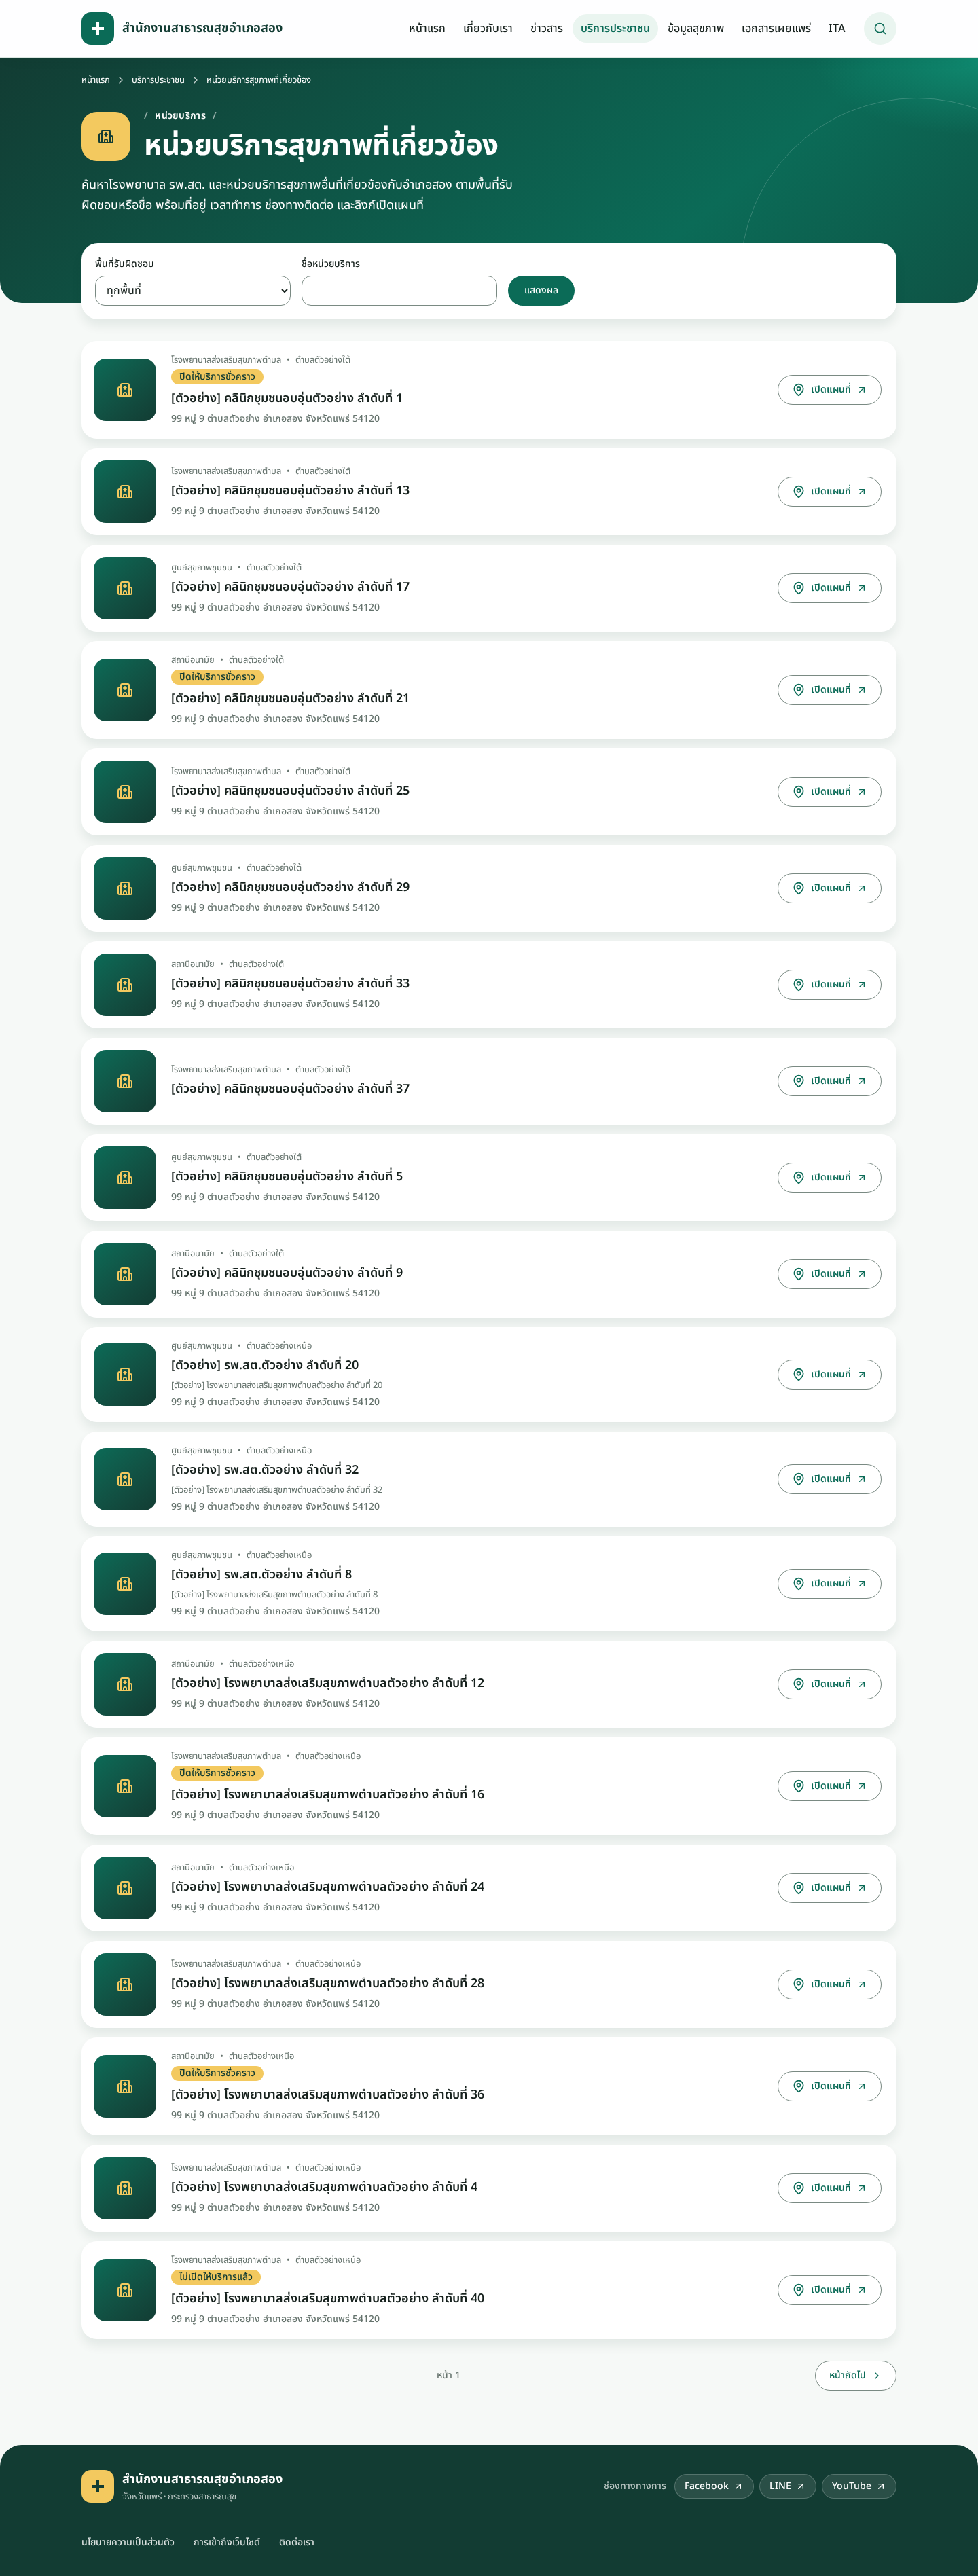 สำนักงานสาธารณสุขอำเภอสอง
หน้าแรก เกี่ยวกับเรา ข่าวสาร บริการประชาชน ข้อมูลสุขภาพ เอกสารเผยแพร่ ITA
หน้าแรก > บริการประชาชน > หน่วยบริการสุขภาพที่เกี่ยวข้อง
/ หน่วยบริการ /
หน่วยบริการสุขภาพที่เกี่ยวข้อง
ค้นหาโรงพยาบาล รพ.สต. และหน่วยบริการสุขภาพอื่นที่เกี่ยวข้องกับอำเภอสอง ตามพื้นที่รับ
ผิดชอบหรือชื่อ พร้อมที่อยู่ เวลาทำการ ช่องทางติดต่อ และลิงก์เปิดแผนที่
พื้นที่รับผิดชอบ
ทุกพื้นที่
ชื่อหน่วยบริการ
แสดงผล
โรงพยาบาลส่งเสริมสุขภาพตำบล • ตำบลตัวอย่างใต้
ปิดให้บริการชั่วคราว
[ตัวอย่าง] คลินิกชุมชนอบอุ่นตัวอย่าง ลำดับที่ 1
99 หมู่ 9 ตำบลตัวอย่าง อำเภอสอง จังหวัดแพร่ 54120
เปิดแผนที่
โรงพยาบาลส่งเสริมสุขภาพตำบล • ตำบลตัวอย่างใต้
[ตัวอย่าง] คลินิกชุมชนอบอุ่นตัวอย่าง ลำดับที่ 13
99 หมู่ 9 ตำบลตัวอย่าง อำเภอสอง จังหวัดแพร่ 54120
เปิดแผนที่
ศูนย์สุขภาพชุมชน • ตำบลตัวอย่างใต้
[ตัวอย่าง] คลินิกชุมชนอบอุ่นตัวอย่าง ลำดับที่ 17
99 หมู่ 9 ตำบลตัวอย่าง อำเภอสอง จังหวัดแพร่ 54120
เปิดแผนที่
สถานีอนามัย • ตำบลตัวอย่างใต้
ปิดให้บริการชั่วคราว
[ตัวอย่าง] คลินิกชุมชนอบอุ่นตัวอย่าง ลำดับที่ 21
99 หมู่ 9 ตำบลตัวอย่าง อำเภอสอง จังหวัดแพร่ 54120
เปิดแผนที่
โรงพยาบาลส่งเสริมสุขภาพตำบล • ตำบลตัวอย่างใต้
[ตัวอย่าง] คลินิกชุมชนอบอุ่นตัวอย่าง ลำดับที่ 25
99 หมู่ 9 ตำบลตัวอย่าง อำเภอสอง จังหวัดแพร่ 54120
เปิดแผนที่
ศูนย์สุขภาพชุมชน • ตำบลตัวอย่างใต้
[ตัวอย่าง] คลินิกชุมชนอบอุ่นตัวอย่าง ลำดับที่ 29
99 หมู่ 9 ตำบลตัวอย่าง อำเภอสอง จังหวัดแพร่ 54120
เปิดแผนที่
สถานีอนามัย • ตำบลตัวอย่างใต้
[ตัวอย่าง] คลินิกชุมชนอบอุ่นตัวอย่าง ลำดับที่ 33
99 หมู่ 9 ตำบลตัวอย่าง อำเภอสอง จังหวัดแพร่ 54120
เปิดแผนที่
โรงพยาบาลส่งเสริมสุขภาพตำบล • ตำบลตัวอย่างใต้
[ตัวอย่าง] คลินิกชุมชนอบอุ่นตัวอย่าง ลำดับที่ 37
เปิดแผนที่
ศูนย์สุขภาพชุมชน • ตำบลตัวอย่างใต้
[ตัวอย่าง] คลินิกชุมชนอบอุ่นตัวอย่าง ลำดับที่ 5
99 หมู่ 9 ตำบลตัวอย่าง อำเภอสอง จังหวัดแพร่ 54120
เปิดแผนที่
สถานีอนามัย • ตำบลตัวอย่างใต้
[ตัวอย่าง] คลินิกชุมชนอบอุ่นตัวอย่าง ลำดับที่ 9
99 หมู่ 9 ตำบลตัวอย่าง อำเภอสอง จังหวัดแพร่ 54120
เปิดแผนที่
ศูนย์สุขภาพชุมชน • ตำบลตัวอย่างเหนือ
[ตัวอย่าง] รพ.สต.ตัวอย่าง ลำดับที่ 20
[ตัวอย่าง] โรงพยาบาลส่งเสริมสุขภาพตำบลตัวอย่าง ลำดับที่ 20
99 หมู่ 9 ตำบลตัวอย่าง อำเภอสอง จังหวัดแพร่ 54120
เปิดแผนที่
ศูนย์สุขภาพชุมชน • ตำบลตัวอย่างเหนือ
[ตัวอย่าง] รพ.สต.ตัวอย่าง ลำดับที่ 32
[ตัวอย่าง] โรงพยาบาลส่งเสริมสุขภาพตำบลตัวอย่าง ลำดับที่ 32
99 หมู่ 9 ตำบลตัวอย่าง อำเภอสอง จังหวัดแพร่ 54120
เปิดแผนที่
ศูนย์สุขภาพชุมชน • ตำบลตัวอย่างเหนือ
[ตัวอย่าง] รพ.สต.ตัวอย่าง ลำดับที่ 8
[ตัวอย่าง] โรงพยาบาลส่งเสริมสุขภาพตำบลตัวอย่าง ลำดับที่ 8
99 หมู่ 9 ตำบลตัวอย่าง อำเภอสอง จังหวัดแพร่ 54120
เปิดแผนที่
สถานีอนามัย • ตำบลตัวอย่างเหนือ
[ตัวอย่าง] โรงพยาบาลส่งเสริมสุขภาพตำบลตัวอย่าง ลำดับที่ 12
99 หมู่ 9 ตำบลตัวอย่าง อำเภอสอง จังหวัดแพร่ 54120
เปิดแผนที่
โรงพยาบาลส่งเสริมสุขภาพตำบล • ตำบลตัวอย่างเหนือ
ปิดให้บริการชั่วคราว
[ตัวอย่าง] โรงพยาบาลส่งเสริมสุขภาพตำบลตัวอย่าง ลำดับที่ 16
99 หมู่ 9 ตำบลตัวอย่าง อำเภอสอง จังหวัดแพร่ 54120
เปิดแผนที่
สถานีอนามัย • ตำบลตัวอย่างเหนือ
[ตัวอย่าง] โรงพยาบาลส่งเสริมสุขภาพตำบลตัวอย่าง ลำดับที่ 24
99 หมู่ 9 ตำบลตัวอย่าง อำเภอสอง จังหวัดแพร่ 54120
เปิดแผนที่
โรงพยาบาลส่งเสริมสุขภาพตำบล • ตำบลตัวอย่างเหนือ
[ตัวอย่าง] โรงพยาบาลส่งเสริมสุขภาพตำบลตัวอย่าง ลำดับที่ 28
99 หมู่ 9 ตำบลตัวอย่าง อำเภอสอง จังหวัดแพร่ 54120
เปิดแผนที่
สถานีอนามัย • ตำบลตัวอย่างเหนือ
ปิดให้บริการชั่วคราว
[ตัวอย่าง] โรงพยาบาลส่งเสริมสุขภาพตำบลตัวอย่าง ลำดับที่ 36
99 หมู่ 9 ตำบลตัวอย่าง อำเภอสอง จังหวัดแพร่ 54120
เปิดแผนที่
โรงพยาบาลส่งเสริมสุขภาพตำบล • ตำบลตัวอย่างเหนือ
[ตัวอย่าง] โรงพยาบาลส่งเสริมสุขภาพตำบลตัวอย่าง ลำดับที่ 4
99 หมู่ 9 ตำบลตัวอย่าง อำเภอสอง จังหวัดแพร่ 54120
เปิดแผนที่
โรงพยาบาลส่งเสริมสุขภาพตำบล • ตำบลตัวอย่างเหนือ
ไม่เปิดให้บริการแล้ว
[ตัวอย่าง] โรงพยาบาลส่งเสริมสุขภาพตำบลตัวอย่าง ลำดับที่ 40
99 หมู่ 9 ตำบลตัวอย่าง อำเภอสอง จังหวัดแพร่ 54120
เปิดแผนที่
หน้า 1
หน้าถัดไป
สำนักงานสาธารณสุขอำเภอสอง
จังหวัดแพร่ · กระทรวงสาธารณสุข
ช่องทางทางการ Facebook LINE YouTube
นโยบายความเป็นส่วนตัว การเข้าถึงเว็บไซต์ ติดต่อเรา